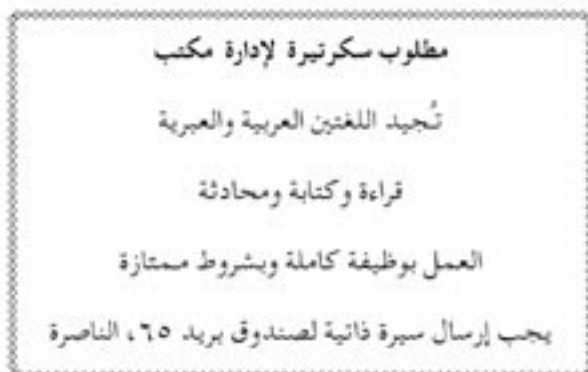 مطلوب سكرتيرة لإدارة مكتب
تُجيد اللغتين العربية والعبرية
قراءة وكتابة ومحادثة
العمل بوظيفة كاملة وبشروط ممتازة
يجب إرسال سيرة ذاتية لصندوق بريد ٦٥، الناصرة